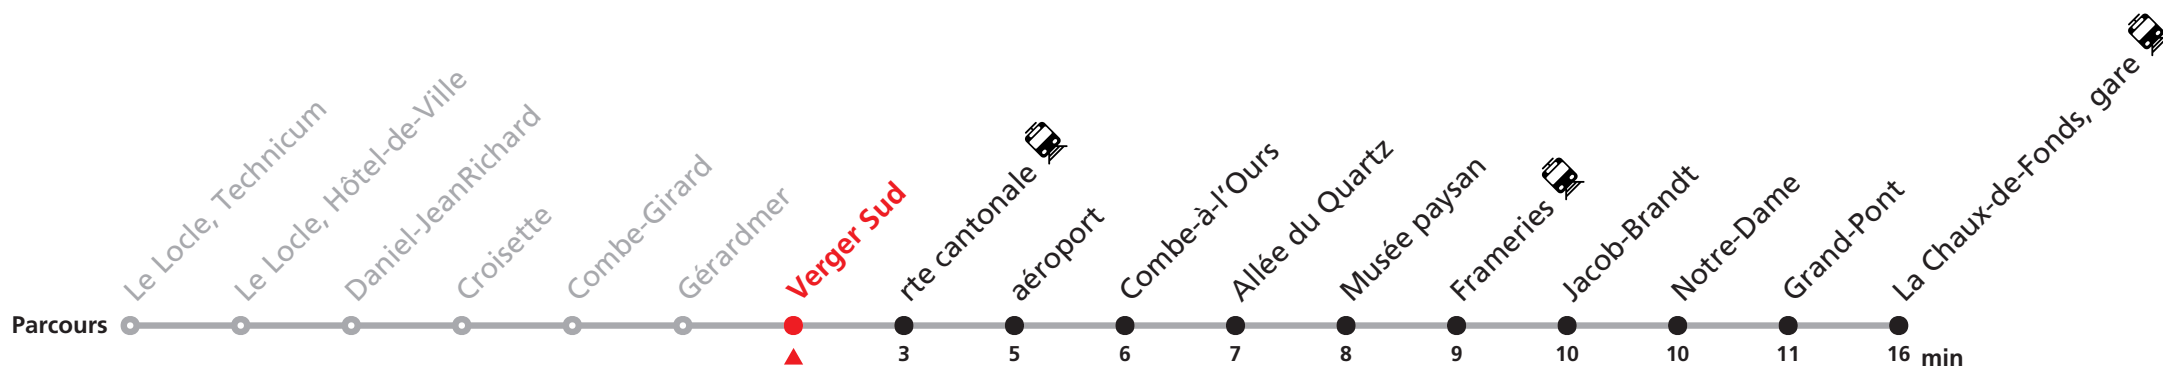 Le Locle, Technicum
Le Locle, Hôtel-de-Ville
Daniel-JeanRichard
Croisette
Combe-Girard
Gérardmer
Verger Sud
rte cantonale
aéroport
Combe-à-l'Ours
Allée du Quartz
Musée paysan
Frameries
Jacob-Brandt
Notre-Dame
Grand-Pont
La Chaux-de-Fonds, gare
Parcours
3 5 6 7 8 9 10 10 11 16 min